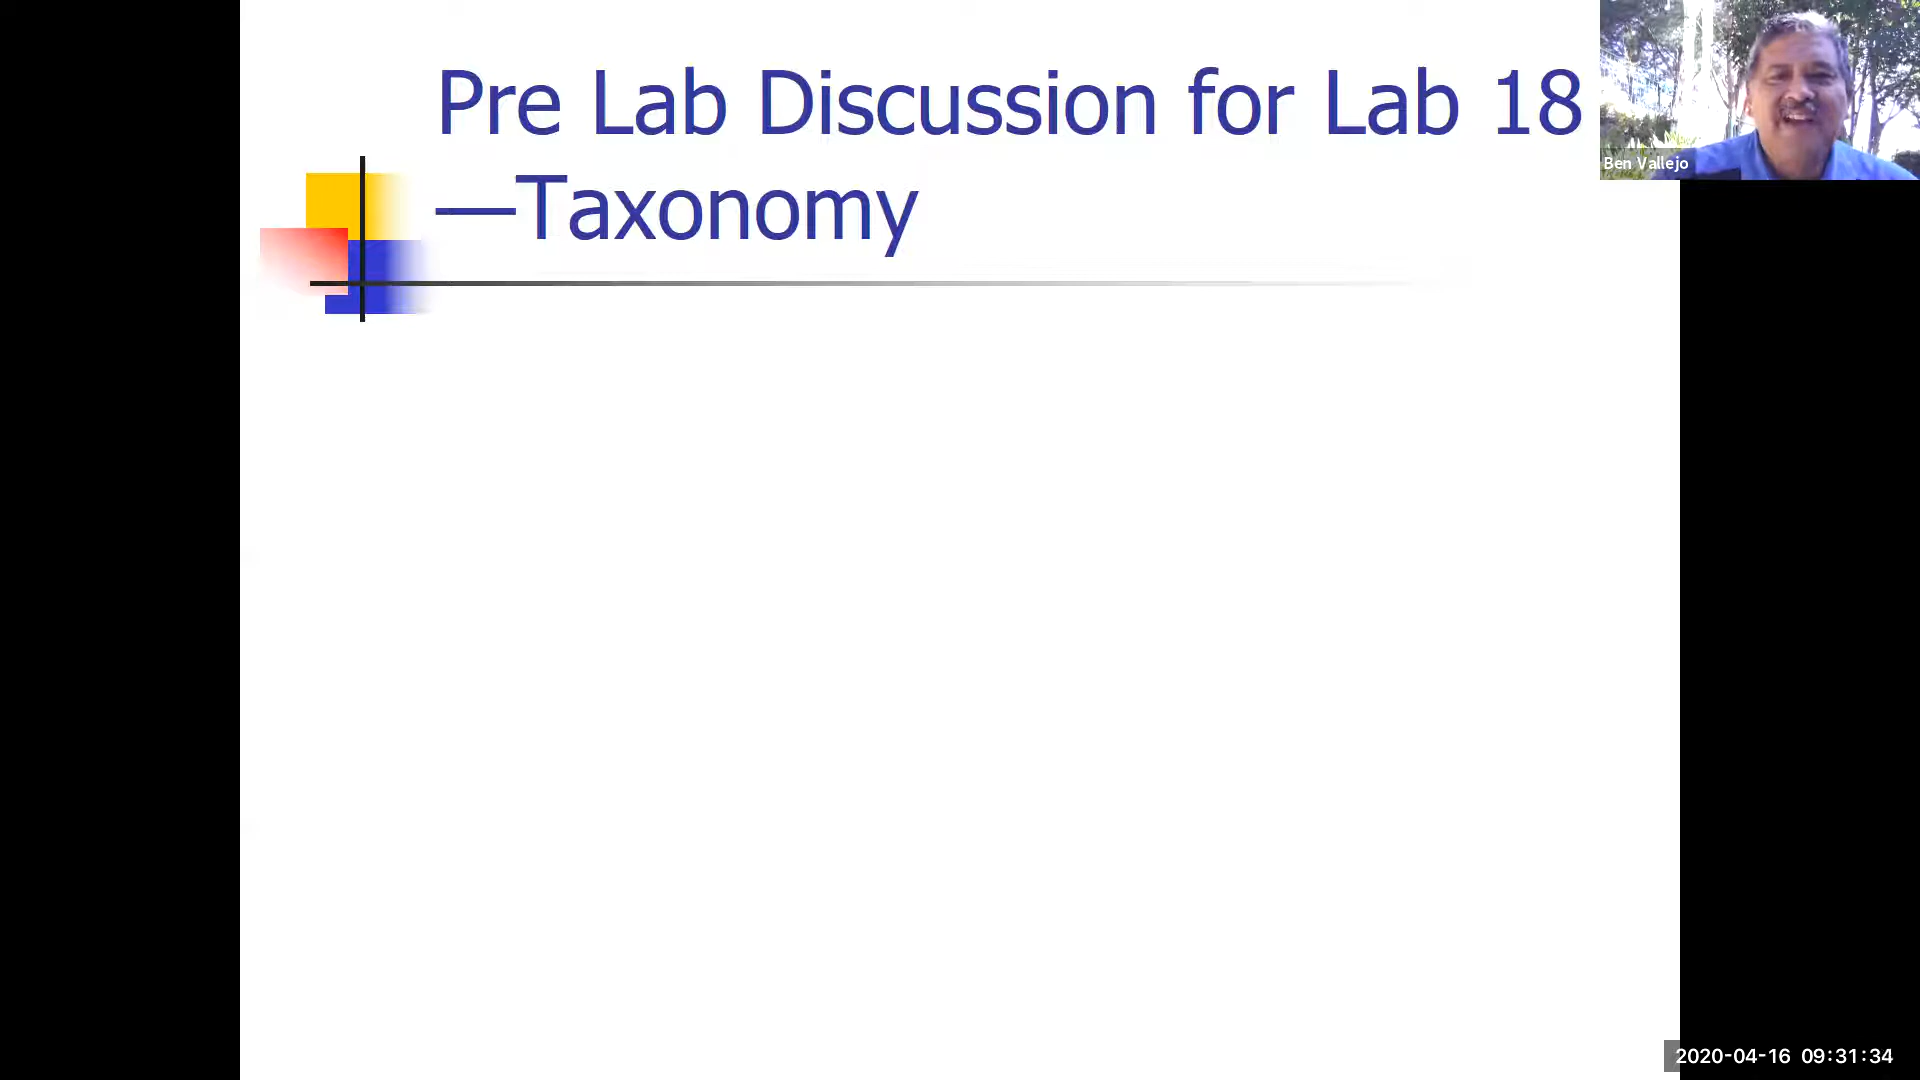 Pre Lab Discussion for Lab 18
—Taxonomy
Ben Vallejo
2020-04-16 09:31:34